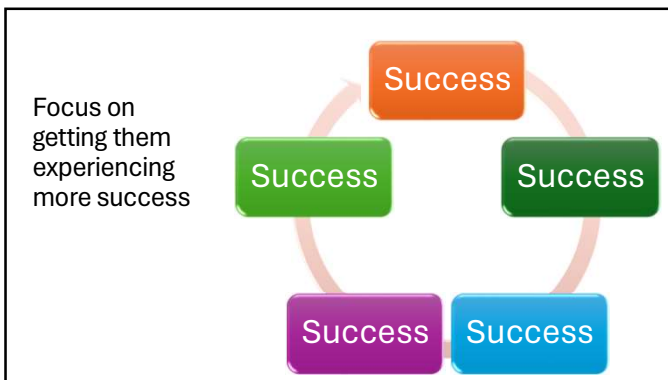 Focus on
getting them
experiencing
more success
Success
Success
Success
Success
Success